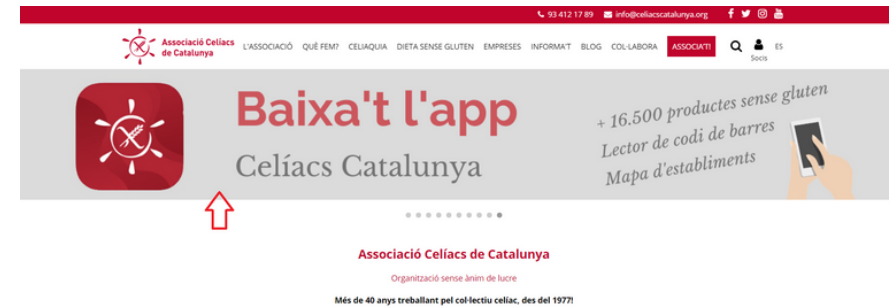 93 412 17 89 info@celiacscatalunya.org
Associació Celíacs
de Catalunya
L'ASSOCIACIÓ QUÈ FEM? CELIAQUIA DIETA SENSE GLUTEN EMPRESES INFORMA'T BLOG COL·LABORA ASSOCIA'T! Socis ES
Baixa't l'app
Celíacs Catalunya
+ 16.500 productes sense gluten
Lector de codi de barres
Mapa d'establiments
Associació Celíacs de Catalunya
Organització sense ànim de lucre
Més de 40 anys treballant pel col·lectiu celíac, des del 1977!